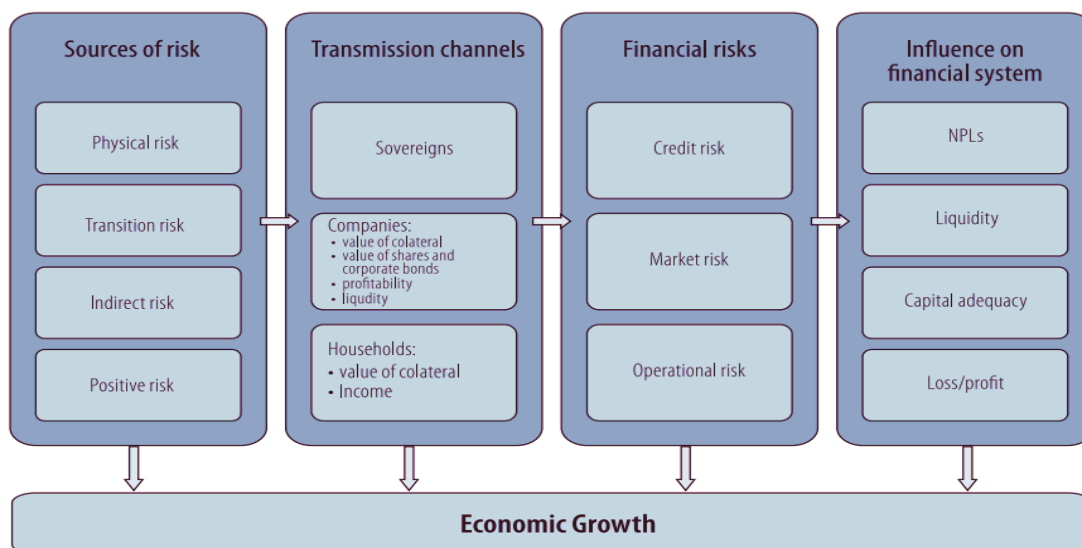 Sources of risk
Physical risk
Transition risk
Indirect risk
Positive risk
Transmission channels
Sovereigns
Companies:
• value of colateral
• value of shares and
corporate bonds
• profitability
• liqudity
Households:
• value of collateral
• Income
Financial risks
Credit risk
Market risk
Operational risk
Influence on
financial system
NPLs
Liquidity
Capital adequacy
Loss/profit
Economic Growth